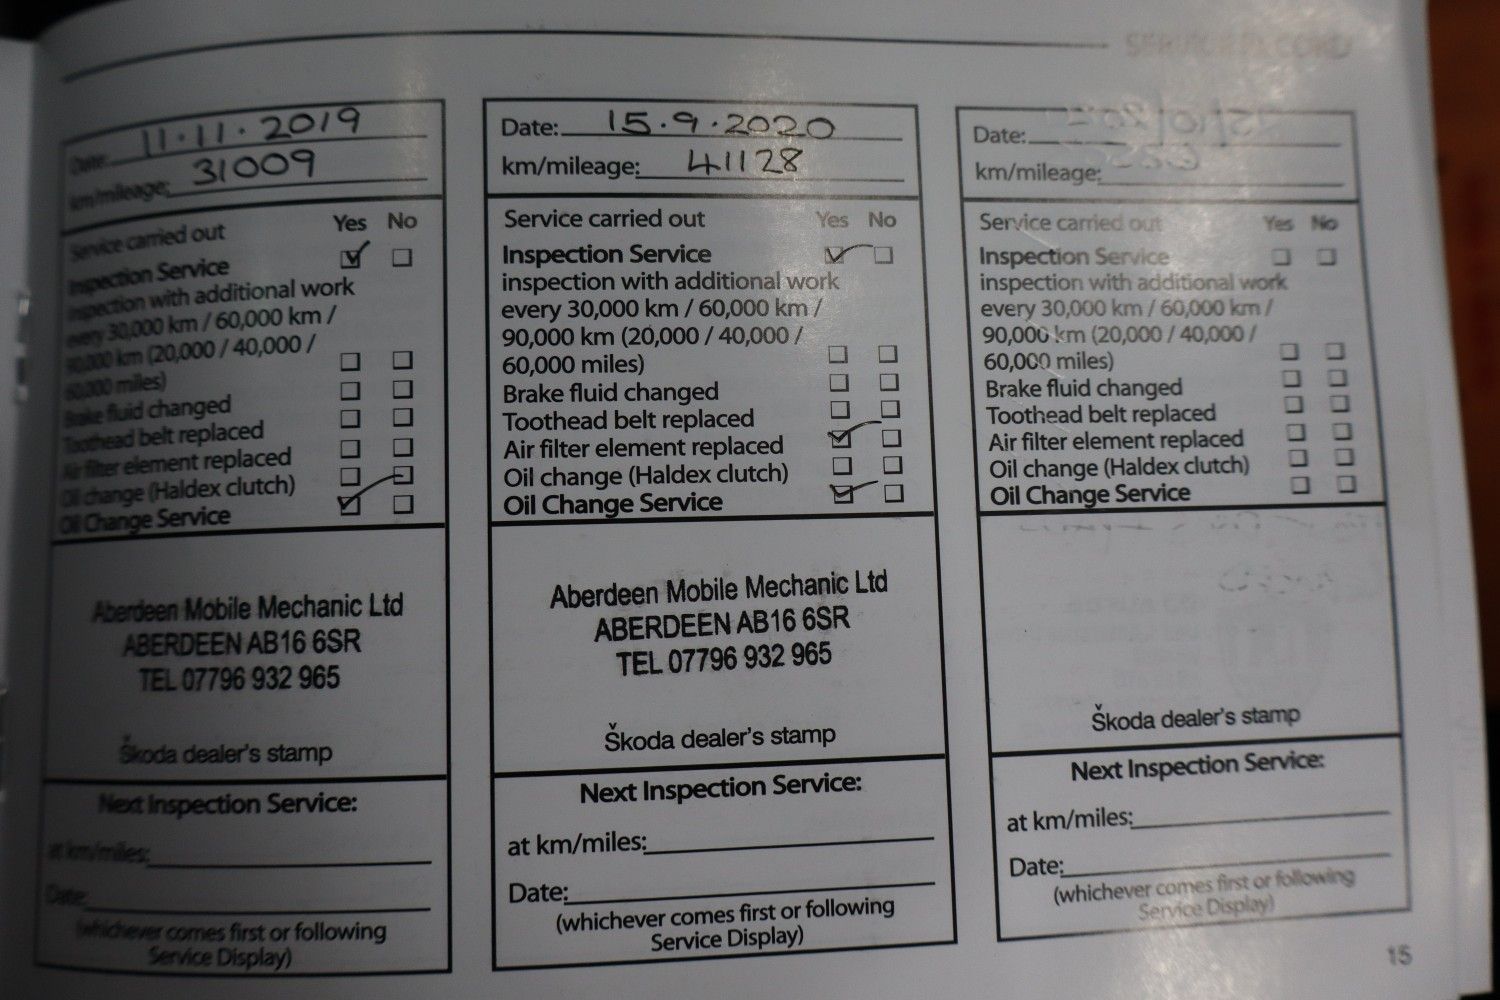 SERVICE RECORD
Date: 11.11.2019
km/mileage: 31009
Service carried out Yes No
Inspection Service
inspection with additional work
every 30,000 km / 60,000 km /
90,000 km (20,000 / 40,000 /
60,000 miles)
Brake fluid changed
Toothead belt replaced
Air filter element replaced
Oil change (Haldex clutch)
Oil Change Service
Aberdeen Mobile Mechanic Ltd
ABERDEEN AB16 6SR
TEL 07796 932 965
Škoda dealer's stamp
Next Inspection Service:
at km/miles:
Date:
(whichever comes first or following
Service Display)
Date: 15.9.2020
km/mileage: 41128
Service carried out Yes No
Inspection Service
inspection with additional work
every 30,000 km / 60,000 km /
90,000 km (20,000 / 40,000 /
60,000 miles)
Brake fluid changed
Toothead belt replaced
Air filter element replaced
Oil change (Haldex clutch)
Oil Change Service
Aberdeen Mobile Mechanic Ltd
ABERDEEN AB16 6SR
TEL 07796 932 965
Škoda dealer's stamp
Next Inspection Service:
at km/miles:
Date:
(whichever comes first or following
Service Display)
Date:
km/mileage:
Service carried out Yes No
Inspection Service
inspection with additional work
every 30,000 km / 60,000 km /
90,000 km (20,000 / 40,000 /
60,000 miles)
Brake fluid changed
Toothead belt replaced
Air filter element replaced
Oil change (Haldex clutch)
Oil Change Service
Škoda dealer's stamp
Next Inspection Service:
at km/miles:
Date:
(whichever comes first or following
Service Display)
15